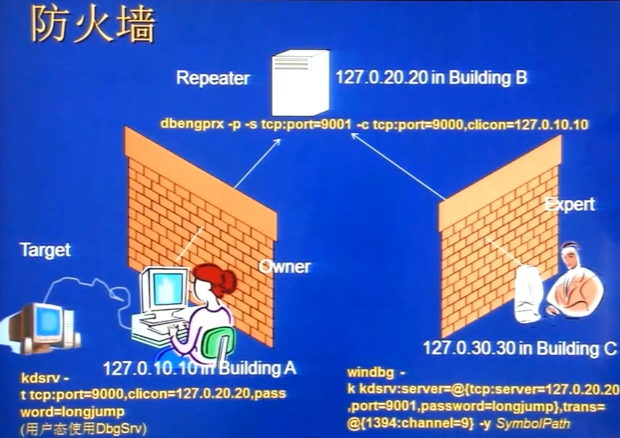 防火墙
Repeater
127.0.20.20 in Building B
dbengprx -p -s tcp:port=9001 -c tcp:port=9000,clicon=127.0.10.10
Expert
Target
Owner
127.0.10.10 in Building A
127.0.30.30 in Building C
kdsrv -
t tcp:port=9000,clicon=127.0.20.20,pass
word=longjump
(用户态使用DbgSrv)
windbg -
k kdsrv:server=@{tcp:server=127.0.20.20
,port=9001,password=longjump},trans=
@{1394:channel=9} -y SymbolPath